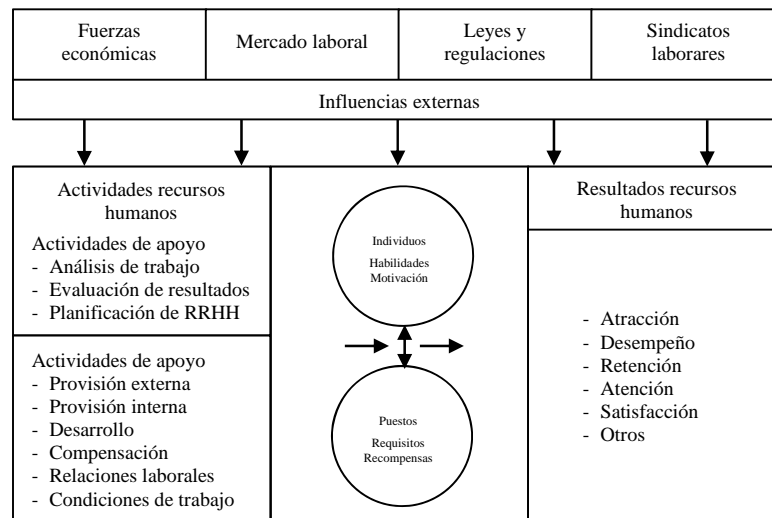 Fuerzas
económicas
Mercado laboral
Leyes y
regulaciones
Sindicatos
laborares
Influencias externas
Actividades recursos
humanos
Actividades de apoyo
- Análisis de trabajo
- Evaluación de resultados
- Planificación de RRHH
Actividades de apoyo
- Provisión externa
- Provisión interna
- Desarrollo
- Compensación
- Relaciones laborales
- Condiciones de trabajo
Individuos
Habilidades
Motivación
Puestos
Requisitos
Recompensas
Resultados recursos
humanos
- Atracción
- Desempeño
- Retención
- Atención
- Satisfacción
- Otros